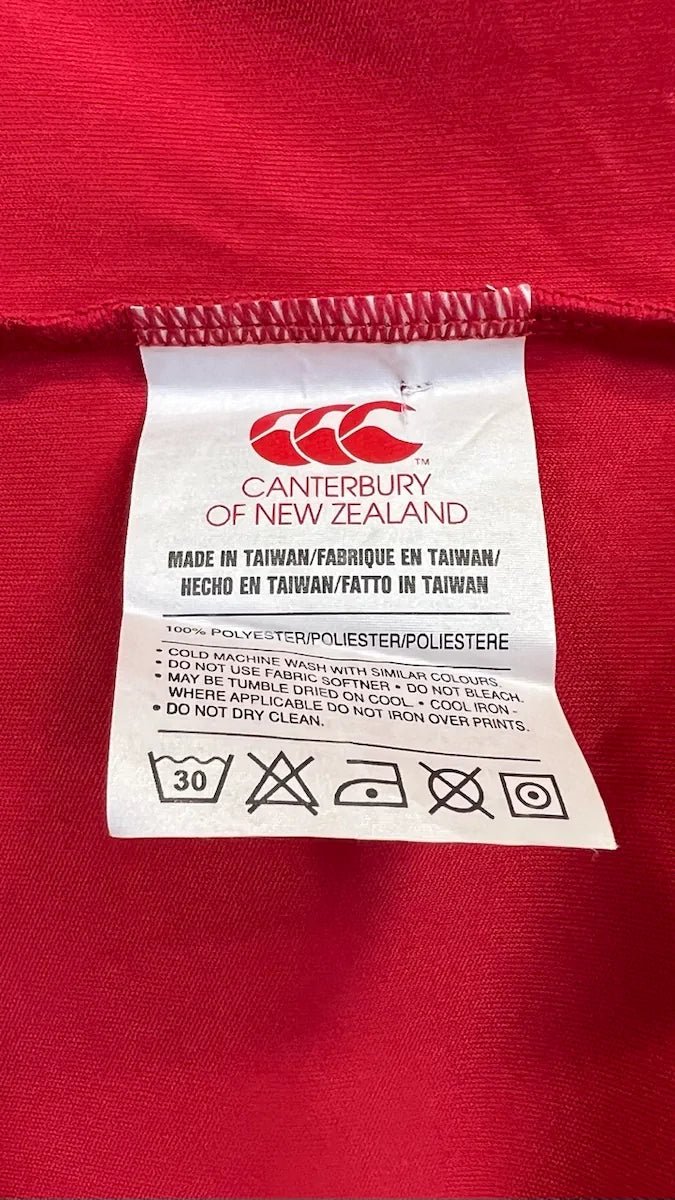 TM
CANTERBURY
OF NEW ZEALAND
MADE IN TAIWAN/FABRIQUE EN TAIWAN/
HECHO EN TAIWAN/FATTO IN TAIWAN
100% POLYESTER/POLIESTER/POLIESTERE
• COLD MACHINE WASH WITH SIMILAR COLOURS.
• DO NOT USE FABRIC SOFTNER • DO NOT BLEACH.
• MAY BE TUMBLE DRIED ON COOL • COOL IRON -
WHERE APPLICABLE DO NOT IRON OVER PRINTS.
• DO NOT DRY CLEAN.
30